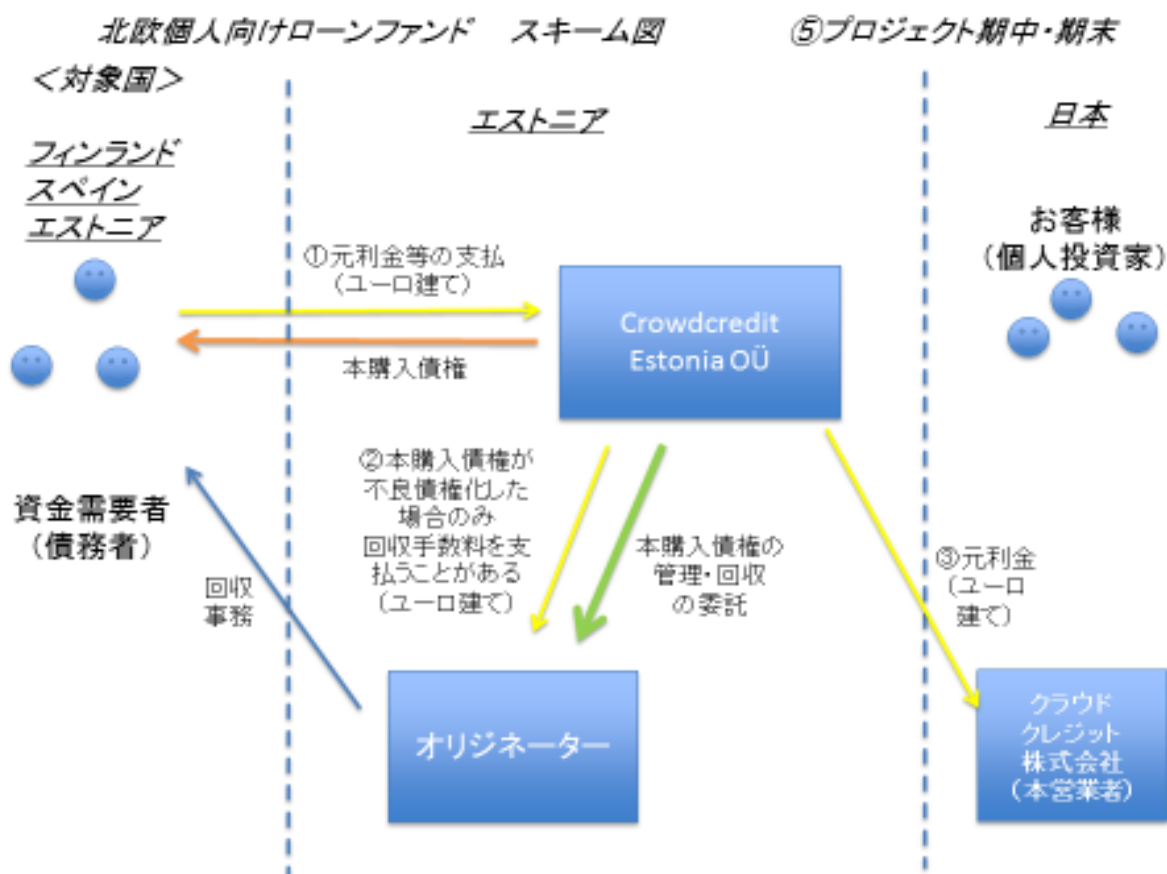 北欧個人向けローンファンド　スキーム図
⑤プロジェクト期中・期末
＜対象国＞
エストニア
日本
フィンランド
スペイン
エストニア
お客様
（個人投資家）
①元利金等の支払
（ユーロ建て）
Crowdcredit
Estonia OÜ
本購入債権
資金需要者
（債務者）
②本購入債権が
不良債権化した
場合のみ
回収手数料を支
払うことがある
（ユーロ建て）
本購入債権の
管理・回収
の委託
③元利金
（ユーロ
建て）
回収
事務
オリジネーター
クラウド
クレジット
株式会社
（本営業者）